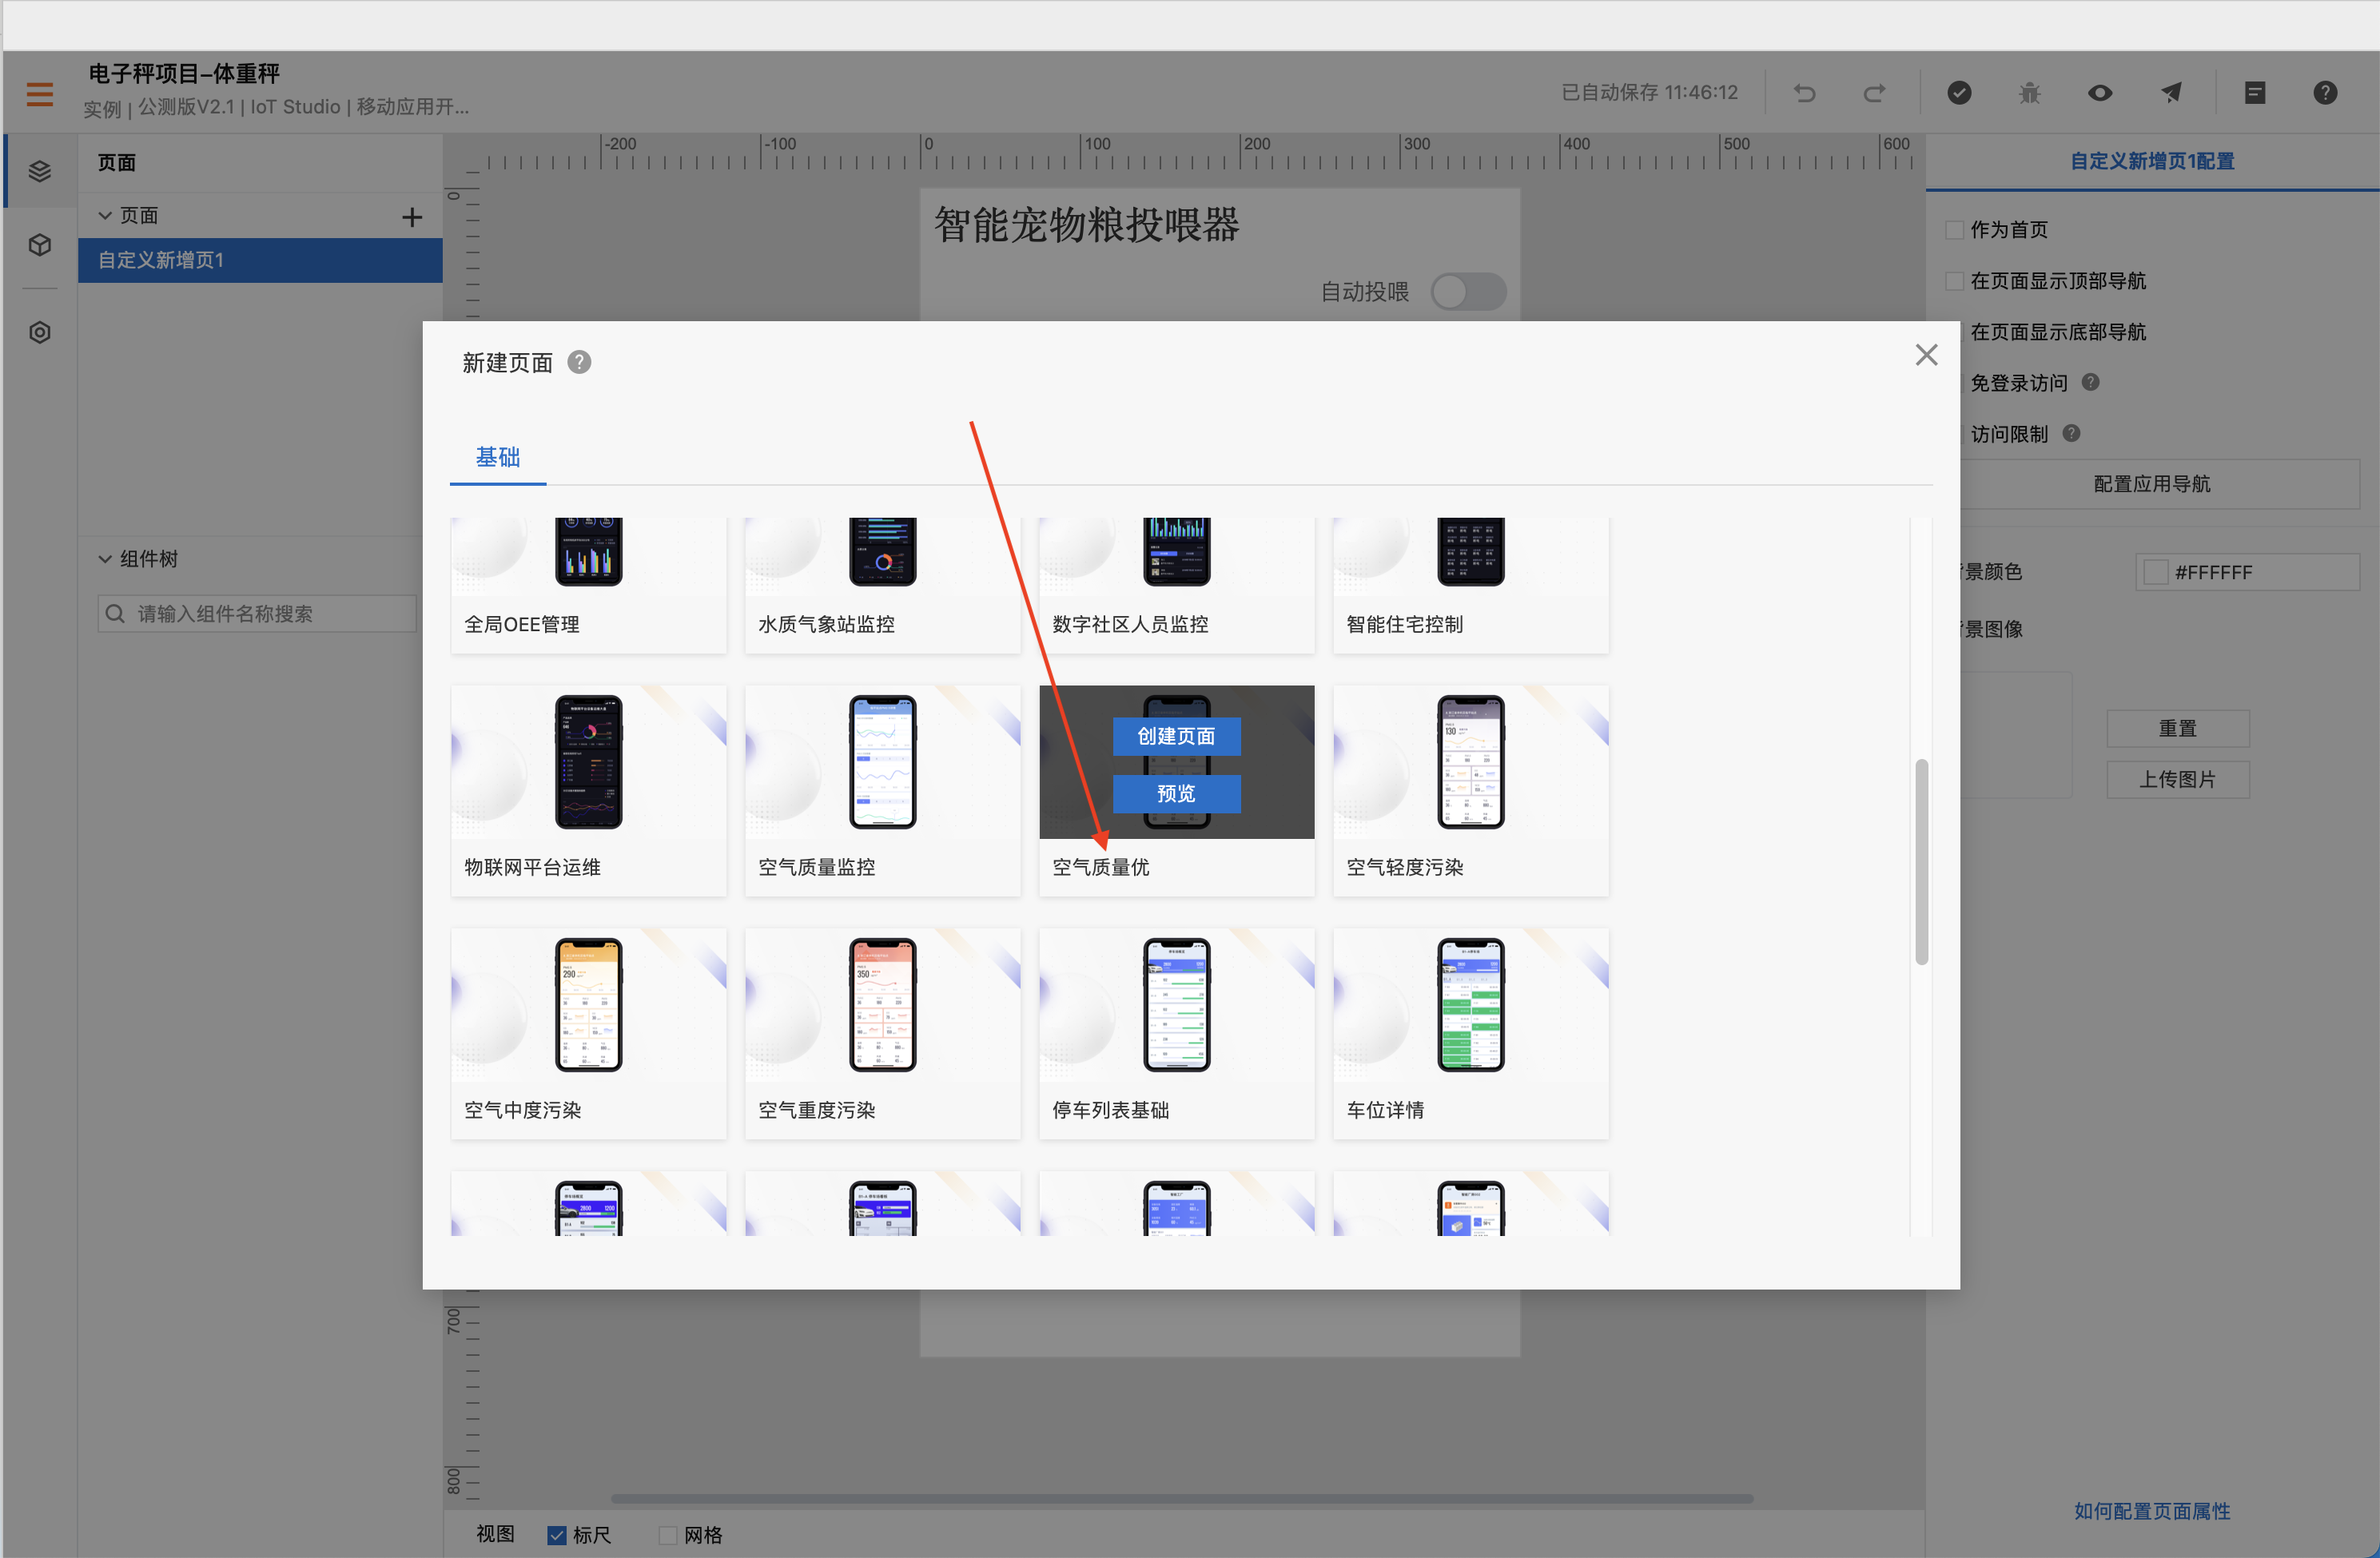 电子秤项目–体重秤
实例 | 公测版V2.1 | IoT Studio | 移动应用开...
已自动保存 11:46:12
页面
页面
自定义新增页1
组件树
请输入组件名称搜索
-200 -100 0 100 200 300 400 500 600
0
智能宠物粮投喂器
自动投喂
新建页面
基础
全局OEE管理
水质气象站监控
数字社区人员监控
智能住宅控制
创建页面
预览
130
物联网平台运维
空气质量监控
空气质量优
空气轻度污染
290
350
空气中度污染
空气重度污染
停车列表基础
车位详情
2800 1200
700
800
视图
标尺
网格
自定义新增页1配置
作为首页
在页面显示顶部导航
在页面显示底部导航
免登录访问
访问限制
配置应用导航
景颜色
#FFFFFF
景图像
重置
上传图片
如何配置页面属性